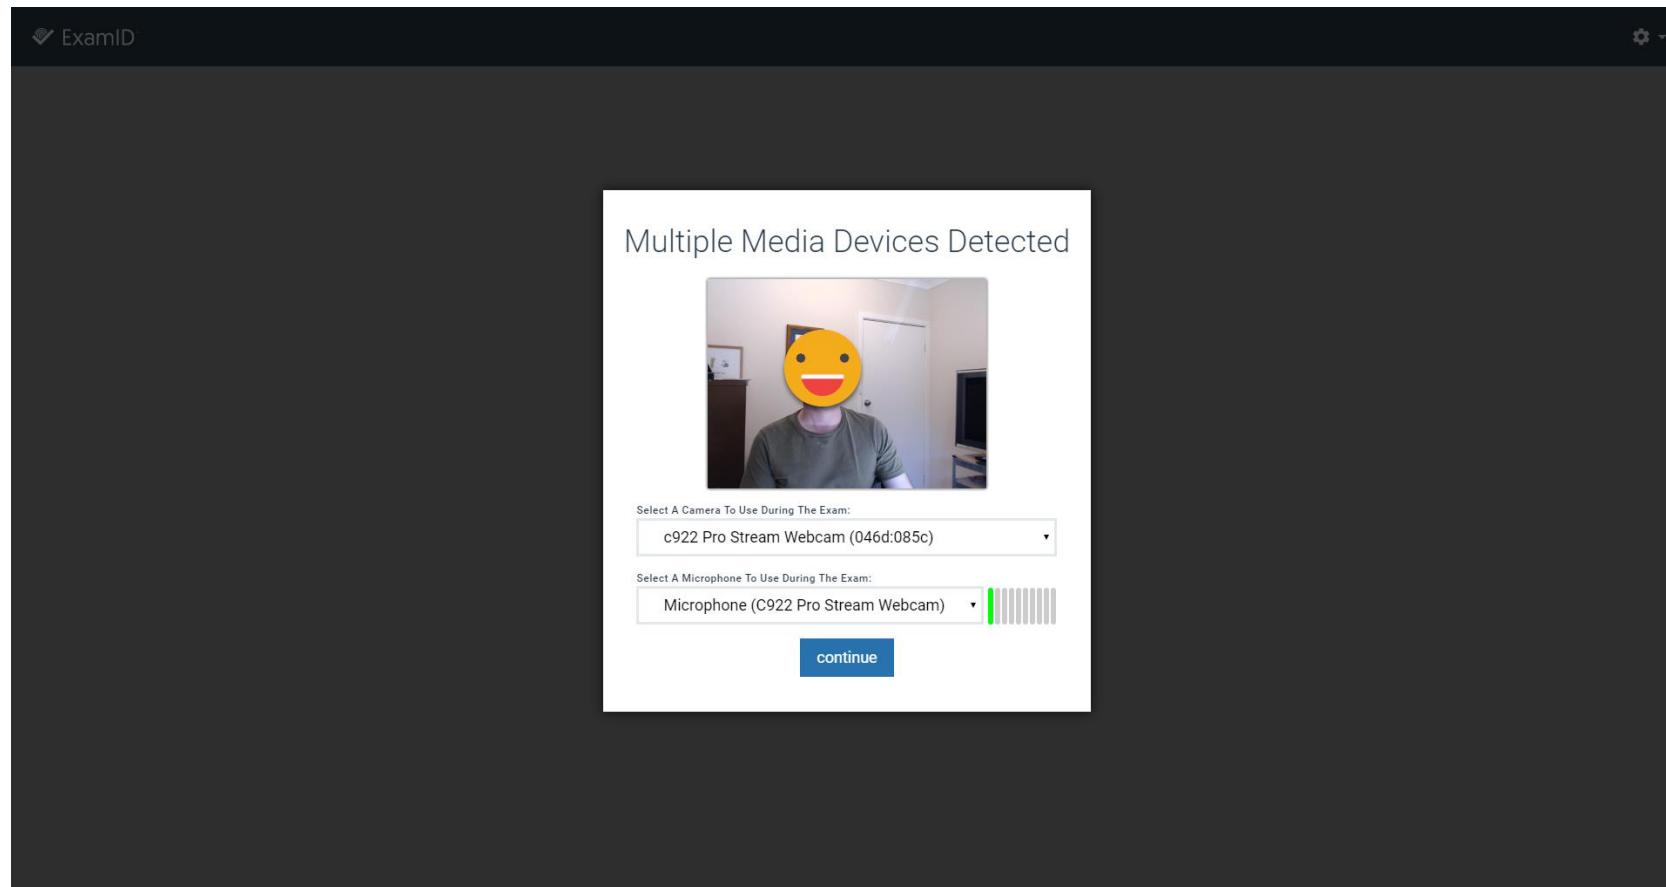 ExamID
Multiple Media Devices Detected
Select A Camera To Use During The Exam:
c922 Pro Stream Webcam (046d:085c)
Select A Microphone To Use During The Exam:
Microphone (C922 Pro Stream Webcam)
continue